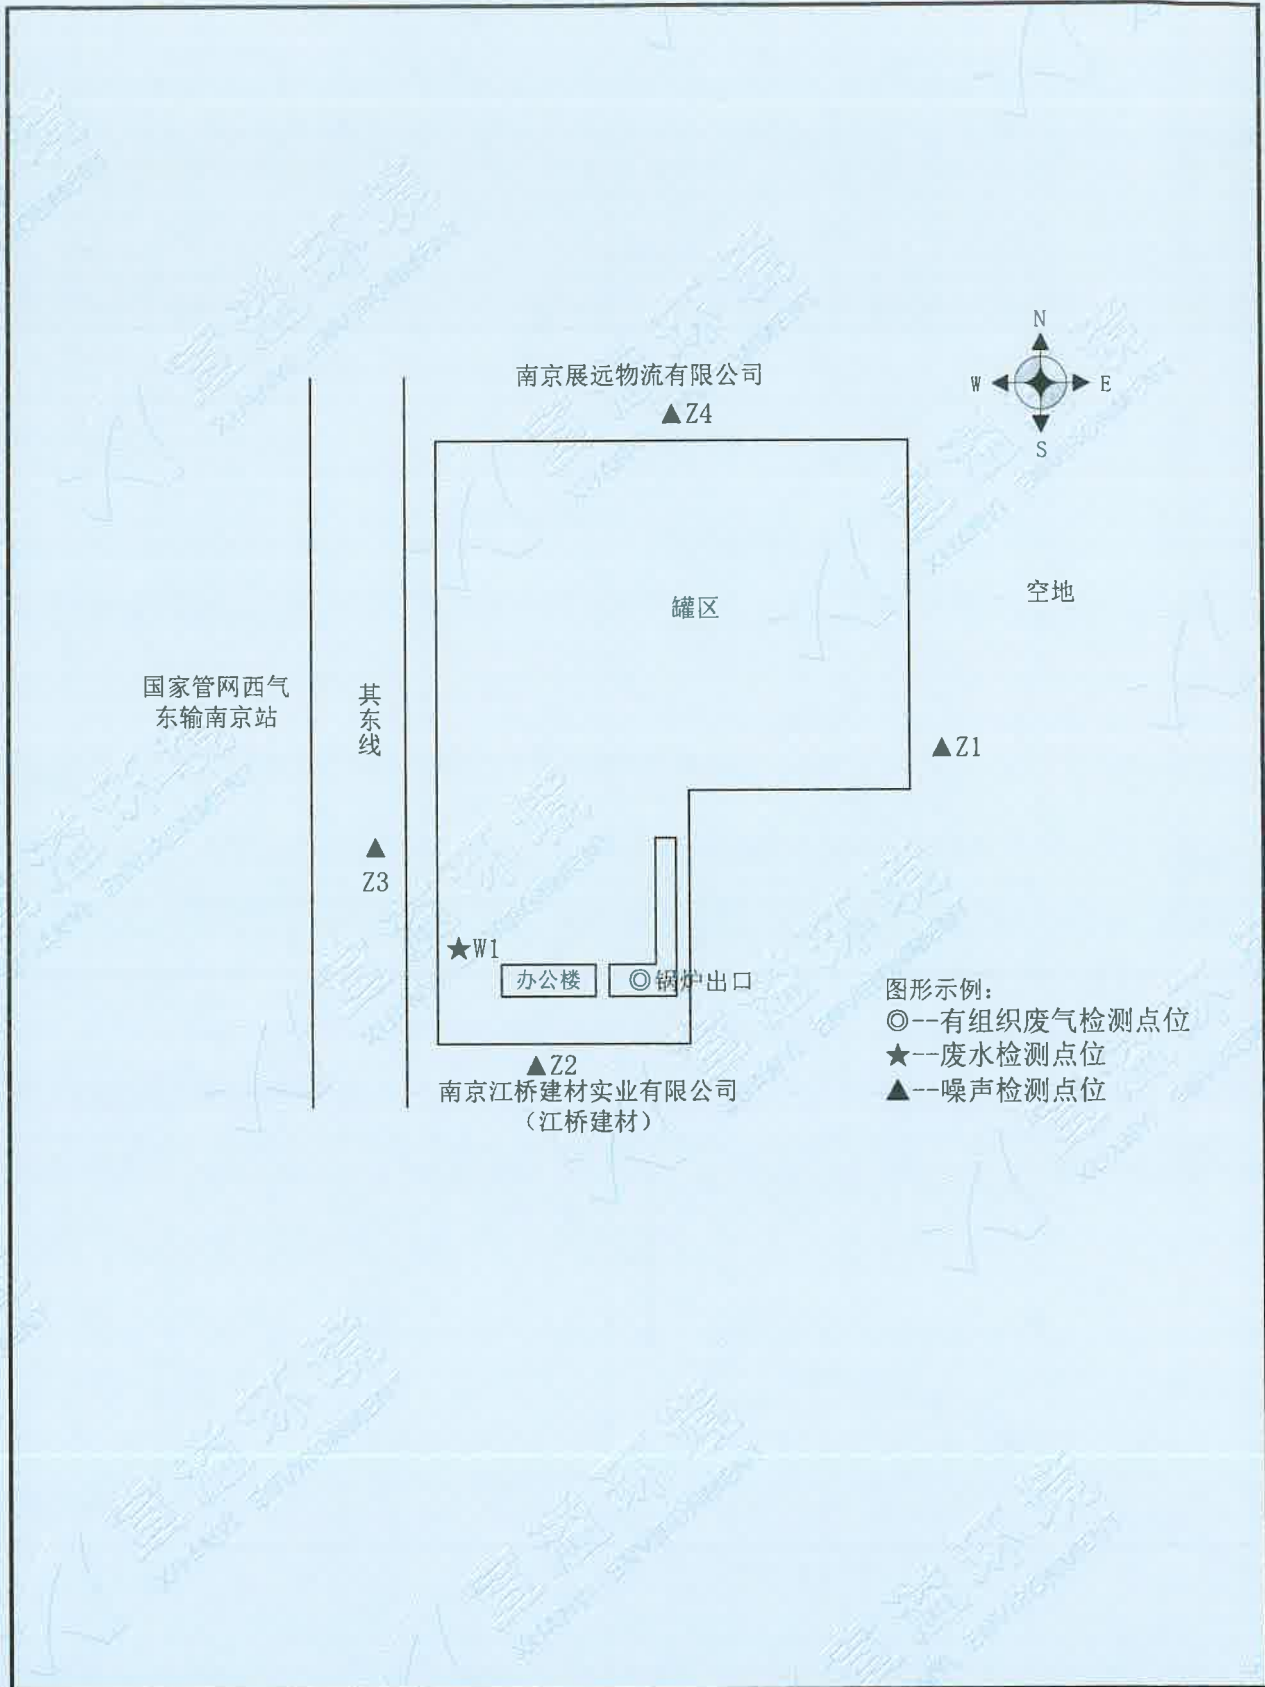 N
W
E
S
南京展远物流有限公司
▲Z4
罐区
空地
国家管网西气
东输南京站
其东线
▲Z1
▲
Z3
★W1
办公楼
◎锅炉出口
图形示例：
◎--有组织废气检测点位
★--废水检测点位
▲--噪声检测点位
▲Z2
南京江桥建材实业有限公司
（江桥建材）